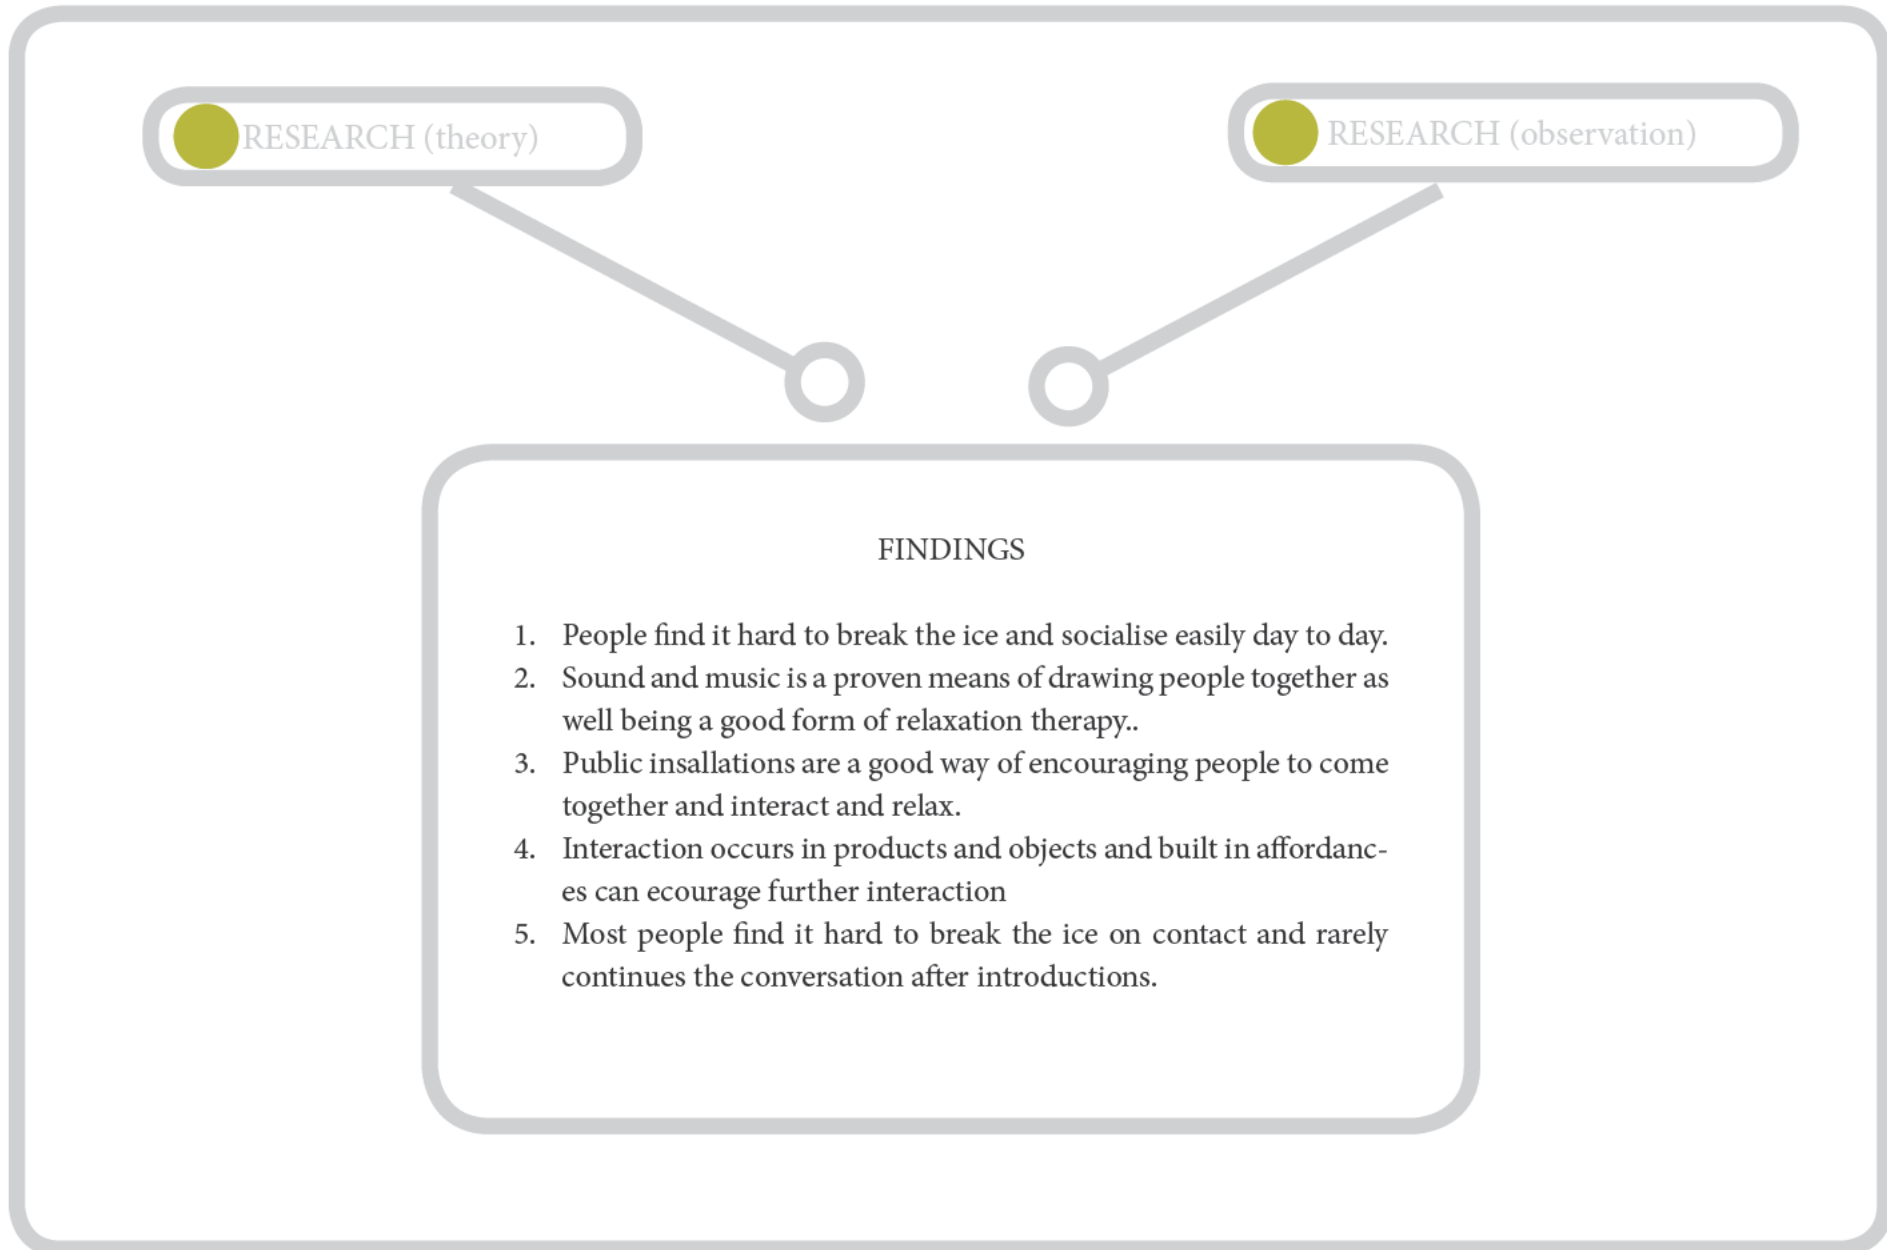 RESEARCH (theory)
RESEARCH (observation)
FINDINGS
1. People find it hard to break the ice and socialise easily day to day.
2. Sound and music is a proven means of drawing people together as
well being a good form of relaxation therapy..
3. Public insallations are a good way of encouraging people to come
together and interact and relax.
4. Interaction occurs in products and objects and built in affordanc-
es can ecourage further interaction
5. Most people find it hard to break the ice on contact and rarely
continues the conversation after introductions.